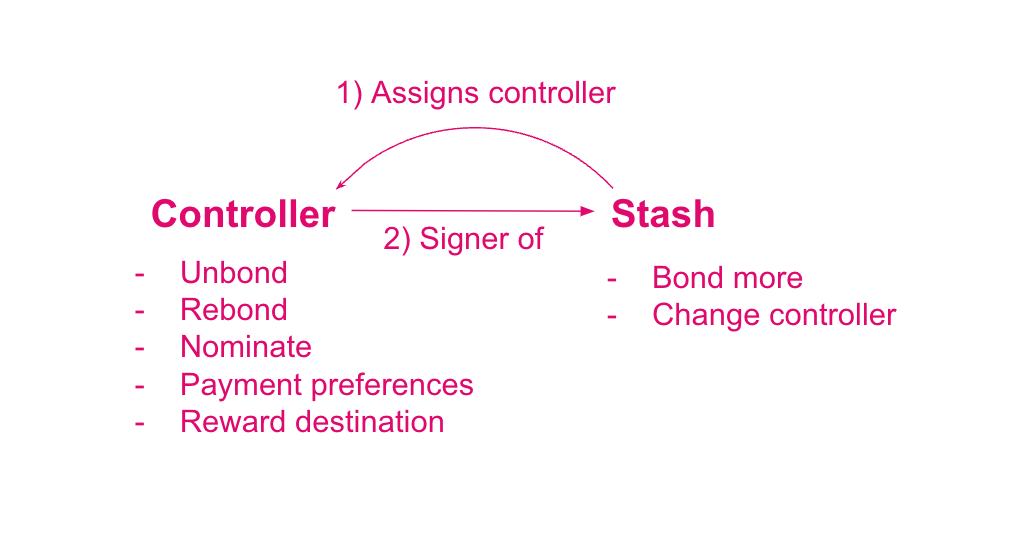 1) Assigns controller
Controller
2) Signer of
Stash
- Unbond
- Rebond
- Nominate
- Payment preferences
- Reward destination
- Bond more
- Change controller